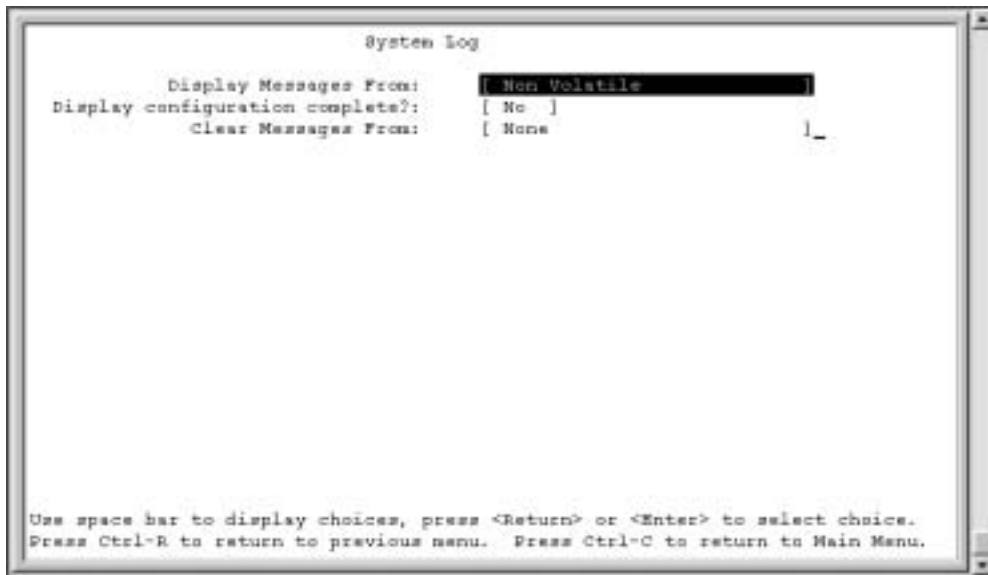 System Log
Display Messages From: [ Non Volatile ]
Display configuration complete?: [ No ]
Clear Messages From: [ None ]_
Use space bar to display choices, press <Return> or <Enter> to select choice.
Press Ctrl-R to return to previous menu. Press Ctrl-C to return to Main Menu.